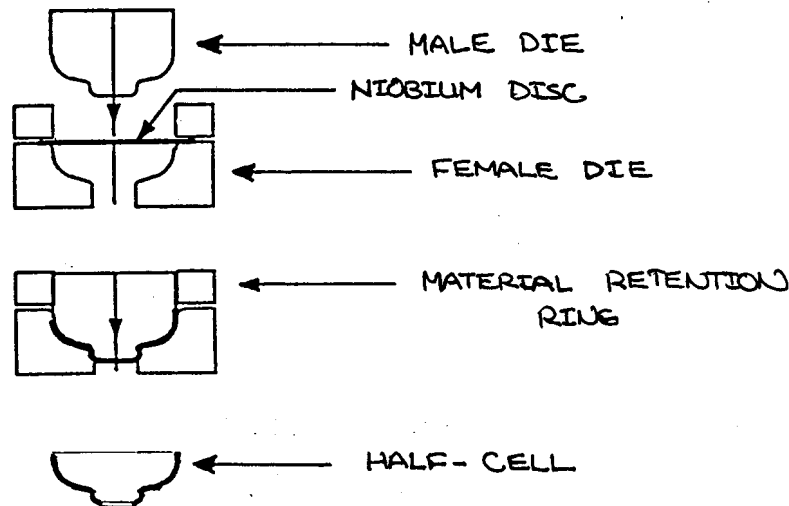 MALE DIE
NIOBIUM DISC
FEMALE DIE
MATERIAL RETENTION
RING
HALF-CELL